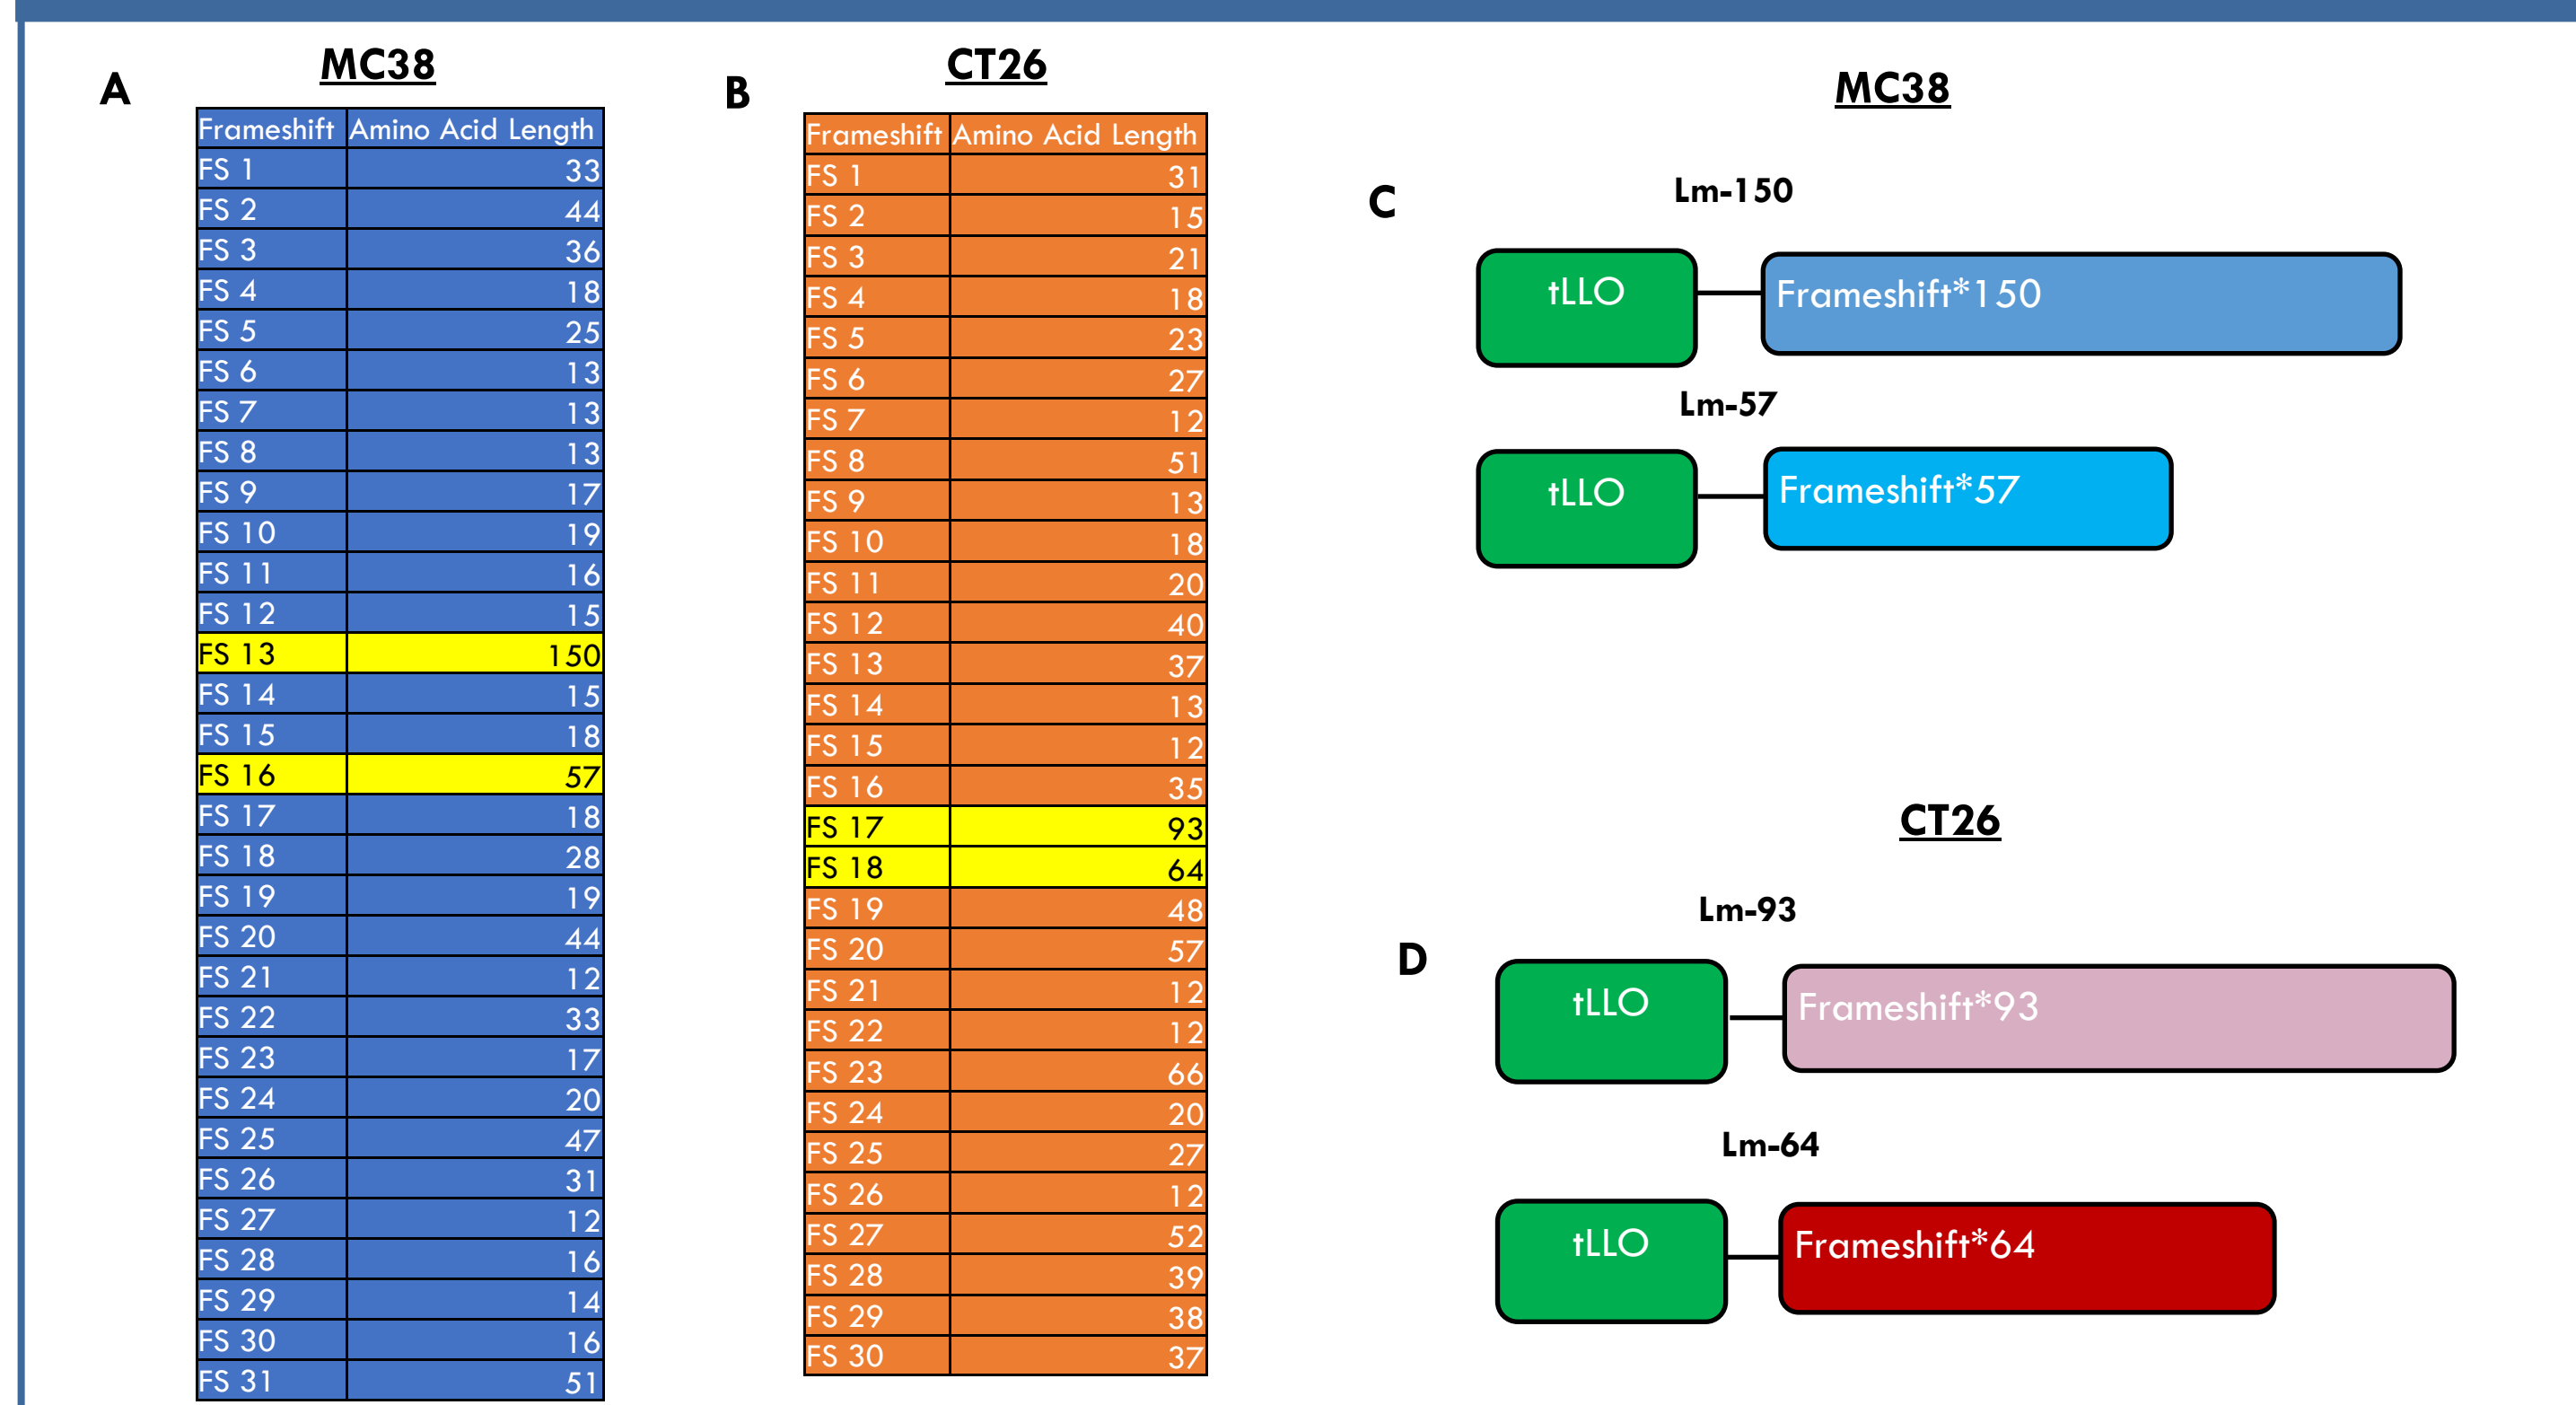 A
MC38
Frameshift Amino Acid Length
FS 1 33
FS 2 44
FS 3 36
FS 4 18
FS 5 25
FS 6 13
FS 7 13
FS 8 13
FS 9 17
FS 10 19
FS 11 16
FS 12 15
FS 13 150
FS 14 15
FS 15 18
FS 16 57
FS 17 18
FS 18 28
FS 19 19
FS 20 44
FS 21 12
FS 22 33
FS 23 17
FS 24 20
FS 25 47
FS 26 31
FS 27 12
FS 28 16
FS 29 14
FS 30 16
FS 31 51
B
CT26
Frameshift Amino Acid Length
FS 1 31
FS 2 15
FS 3 21
FS 4 18
FS 5 23
FS 6 27
FS 7 12
FS 8 51
FS 9 13
FS 10 18
FS 11 20
FS 12 40
FS 13 37
FS 14 13
FS 15 12
FS 16 35
FS 17 93
FS 18 64
FS 19 48
FS 20 57
FS 21 12
FS 22 12
FS 23 66
FS 24 20
FS 25 27
FS 26 12
FS 27 52
FS 28 39
FS 29 38
FS 30 37
MC38
C
Lm-150
tLLO Frameshift*150
Lm-57
tLLO Frameshift*57
CT26
D
Lm-93
tLLO Frameshift*93
Lm-64
tLLO Frameshift*64